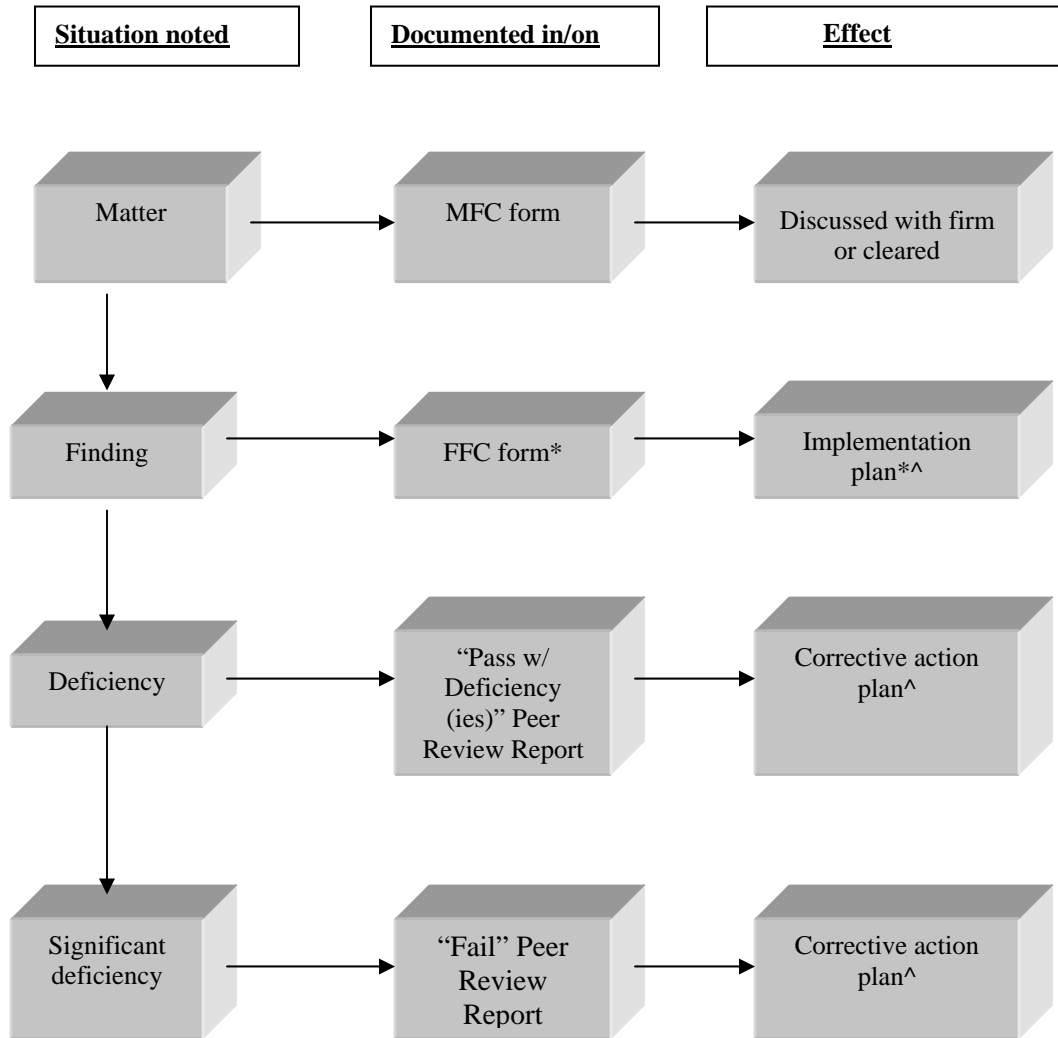 Situation noted
Documented in/on
Effect
Matter
MFC form
Discussed with firm
or cleared
Finding
FFC form*
Implementation
plan*^
Deficiency
“Pass w/
Deficiency
(ies)” Peer
Review Report
Corrective action
plan^
Significant
deficiency
“Fail” Peer
Review
Report
Corrective action
plan^